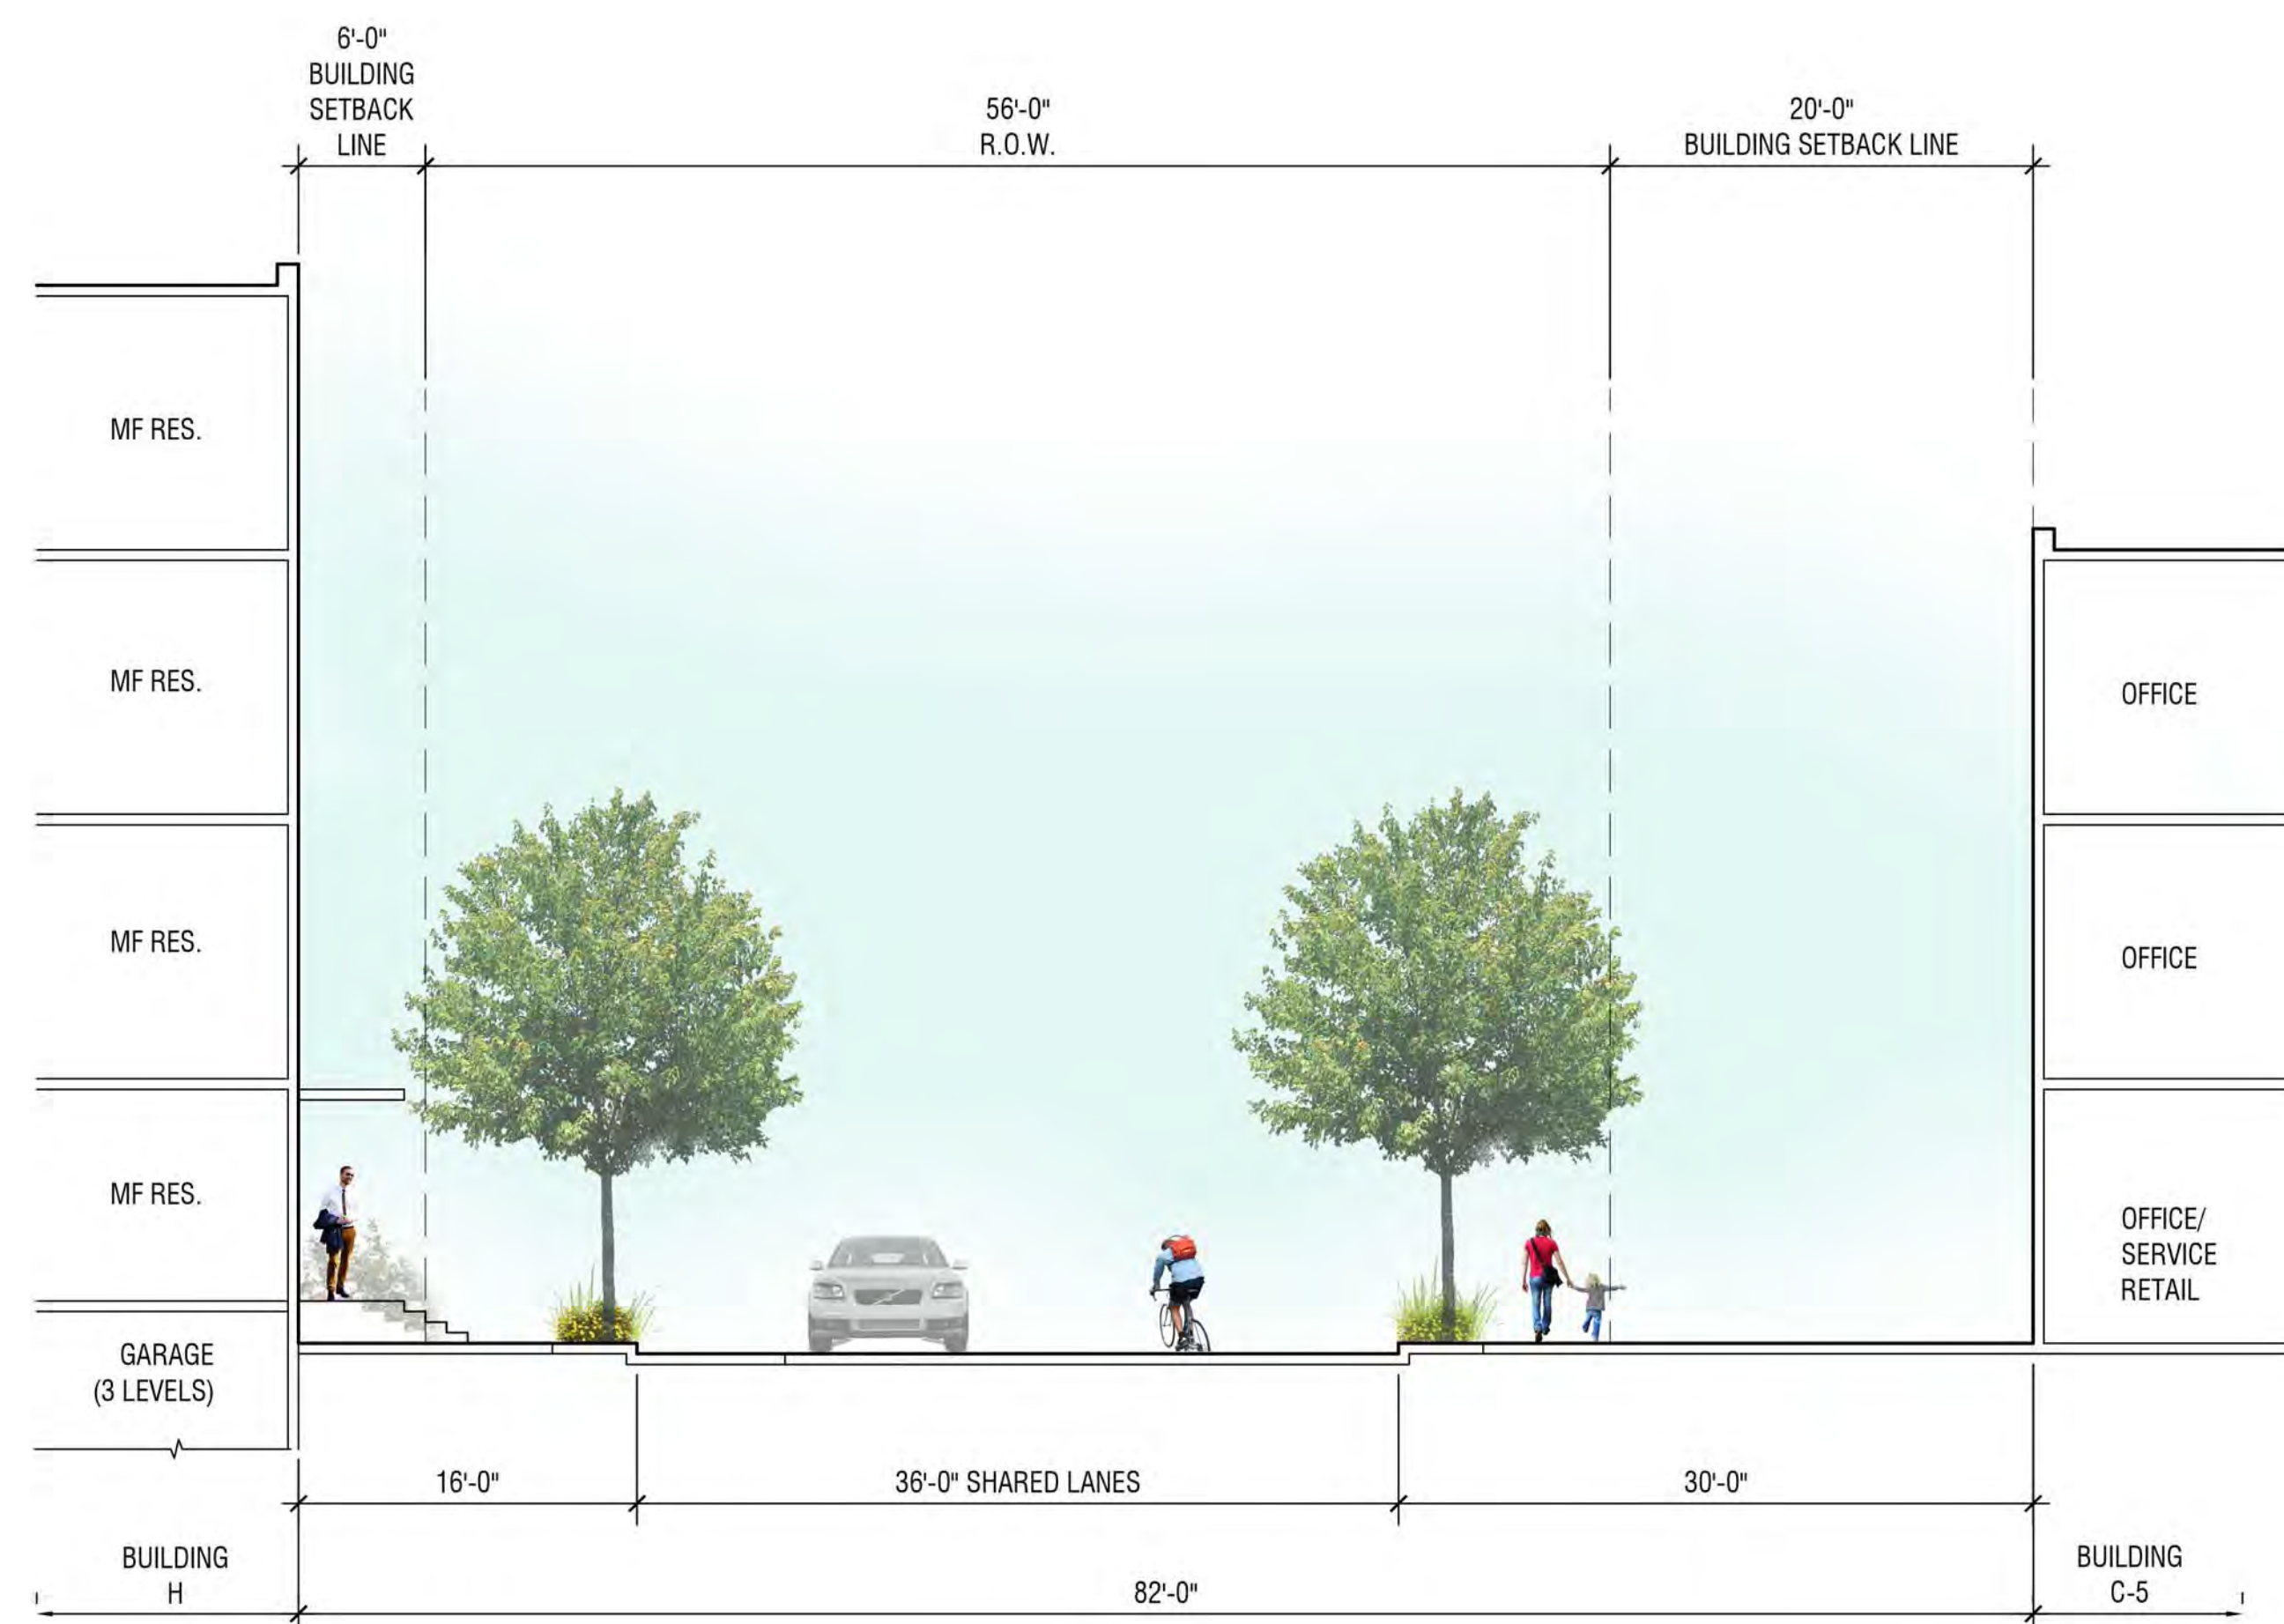 6'-0"
BUILDING
SETBACK
LINE
56'-0"
R.O.W.
20'-0"
BUILDING SETBACK LINE
MF RES.
MF RES.
MF RES.
MF RES.
GARAGE
(3 LEVELS)
OFFICE
OFFICE
OFFICE/
SERVICE
RETAIL
16'-0"
36'-0" SHARED LANES
30'-0"
BUILDING
H
82'-0"
BUILDING
C-5